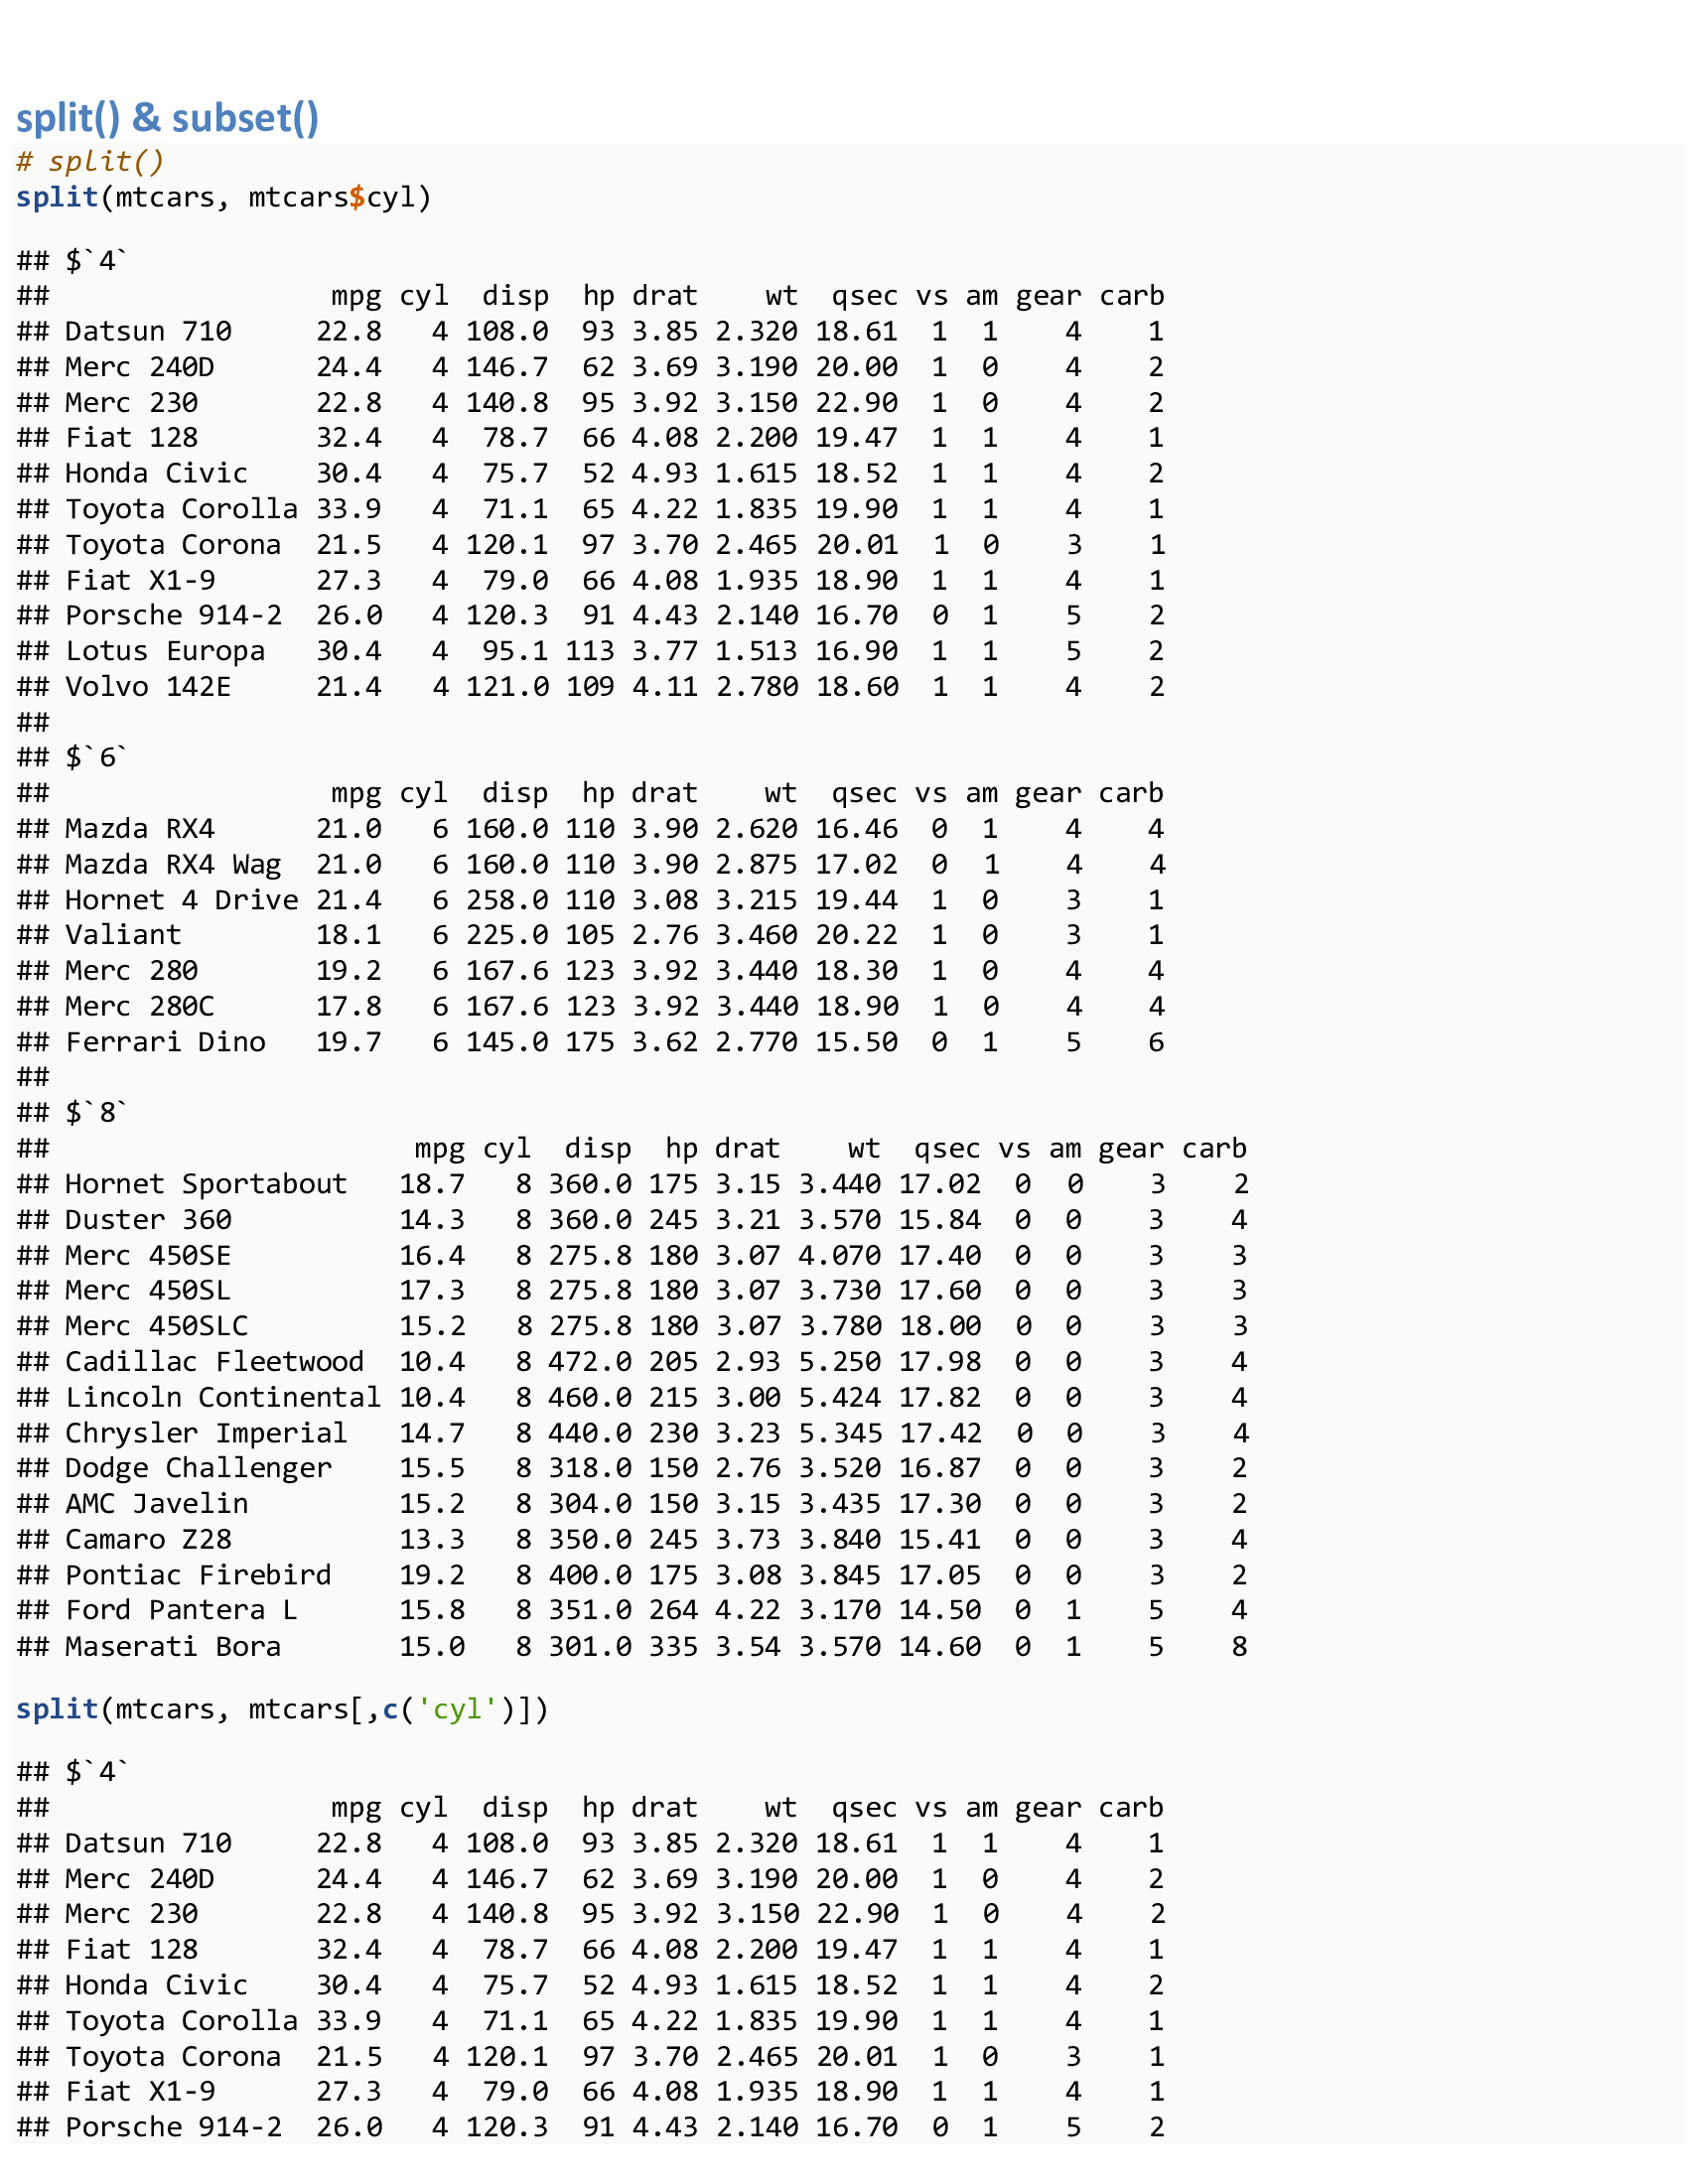 split() & subset()
# split()
split(mtcars, mtcars$cyl)
## $`4`
##                 mpg cyl  disp  hp drat    wt  qsec vs am gear carb
## Datsun 710     22.8   4 108.0  93 3.85 2.320 18.61  1  1    4    1
## Merc 240D      24.4   4 146.7  62 3.69 3.190 20.00  1  0    4    2
## Merc 230       22.8   4 140.8  95 3.92 3.150 22.90  1  0    4    2
## Fiat 128       32.4   4  78.7  66 4.08 2.200 19.47  1  1    4    1
## Honda Civic    30.4   4  75.7  52 4.93 1.615 18.52  1  1    4    2
## Toyota Corolla 33.9   4  71.1  65 4.22 1.835 19.90  1  1    4    1
## Toyota Corona  21.5   4 120.1  97 3.70 2.465 20.01  1  0    3    1
## Fiat X1-9      27.3   4  79.0  66 4.08 1.935 18.90  1  1    4    1
## Porsche 914-2  26.0   4 120.3  91 4.43 2.140 16.70  0  1    5    2
## Lotus Europa   30.4   4  95.1 113 3.77 1.513 16.90  1  1    5    2
## Volvo 142E     21.4   4 121.0 109 4.11 2.780 18.60  1  1    4    2
##
## $`6`
##                 mpg cyl  disp  hp drat    wt  qsec vs am gear carb
## Mazda RX4      21.0   6 160.0 110 3.90 2.620 16.46  0  1    4    4
## Mazda RX4 Wag  21.0   6 160.0 110 3.90 2.875 17.02  0  1    4    4
## Hornet 4 Drive 21.4   6 258.0 110 3.08 3.215 19.44  1  0    3    1
## Valiant        18.1   6 225.0 105 2.76 3.460 20.22  1  0    3    1
## Merc 280       19.2   6 167.6 123 3.92 3.440 18.30  1  0    4    4
## Merc 280C      17.8   6 167.6 123 3.92 3.440 18.90  1  0    4    4
## Ferrari Dino   19.7   6 145.0 175 3.62 2.770 15.50  0  1    5    6
##
## $`8`
##                      mpg cyl  disp  hp drat    wt  qsec vs am gear carb
## Hornet Sportabout   18.7   8 360.0 175 3.15 3.440 17.02  0  0    3    2
## Duster 360          14.3   8 360.0 245 3.21 3.570 15.84  0  0    3    4
## Merc 450SE          16.4   8 275.8 180 3.07 4.070 17.40  0  0    3    3
## Merc 450SL          17.3   8 275.8 180 3.07 3.730 17.60  0  0    3    3
## Merc 450SLC         15.2   8 275.8 180 3.07 3.780 18.00  0  0    3    3
## Cadillac Fleetwood  10.4   8 472.0 205 2.93 5.250 17.98  0  0    3    4
## Lincoln Continental 10.4   8 460.0 215 3.00 5.424 17.82  0  0    3    4
## Chrysler Imperial   14.7   8 440.0 230 3.23 5.345 17.42  0  0    3    4
## Dodge Challenger    15.5   8 318.0 150 2.76 3.520 16.87  0  0    3    2
## AMC Javelin         15.2   8 304.0 150 3.15 3.435 17.30  0  0    3    2
## Camaro Z28          13.3   8 350.0 245 3.73 3.840 15.41  0  0    3    4
## Pontiac Firebird    19.2   8 400.0 175 3.08 3.845 17.05  0  0    3    2
## Ford Pantera L      15.8   8 351.0 264 4.22 3.170 14.50  0  1    5    4
## Maserati Bora       15.0   8 301.0 335 3.54 3.570 14.60  0  1    5    8
split(mtcars, mtcars[,c('cyl')])
## $`4`
##                 mpg cyl  disp  hp drat    wt  qsec vs am gear carb
## Datsun 710     22.8   4 108.0  93 3.85 2.320 18.61  1  1    4    1
## Merc 240D      24.4   4 146.7  62 3.69 3.190 20.00  1  0    4    2
## Merc 230       22.8   4 140.8  95 3.92 3.150 22.90  1  0    4    2
## Fiat 128       32.4   4  78.7  66 4.08 2.200 19.47  1  1    4    1
## Honda Civic    30.4   4  75.7  52 4.93 1.615 18.52  1  1    4    2
## Toyota Corolla 33.9   4  71.1  65 4.22 1.835 19.90  1  1    4    1
## Toyota Corona  21.5   4 120.1  97 3.70 2.465 20.01  1  0    3    1
## Fiat X1-9      27.3   4  79.0  66 4.08 1.935 18.90  1  1    4    1
## Porsche 914-2  26.0   4 120.3  91 4.43 2.140 16.70  0  1    5    2